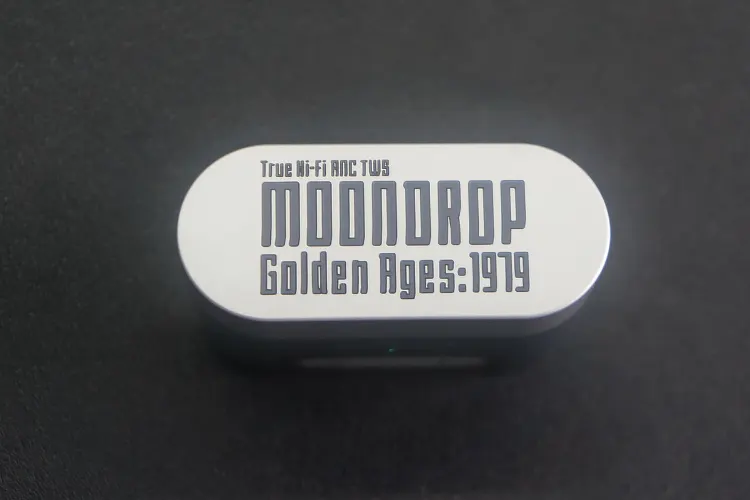 True Hi-Fi ANC TWS
MOONDROP
Golden Ages:1979